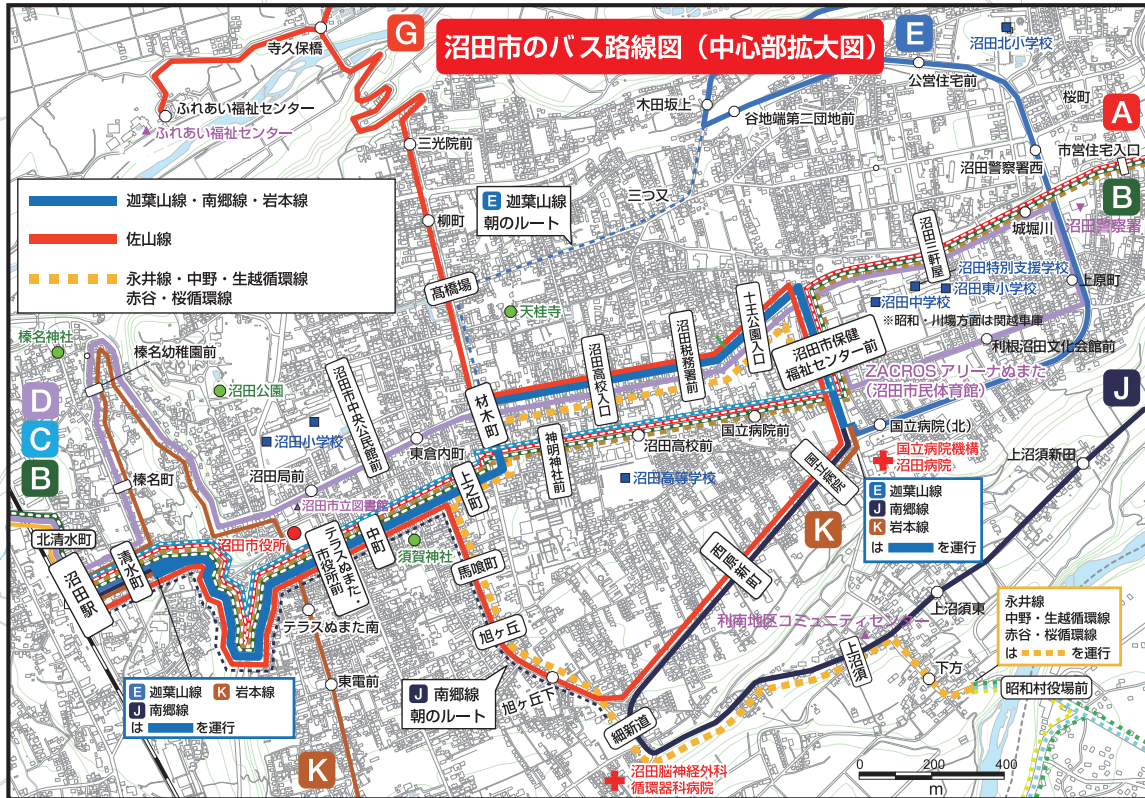 沼田市のバス路線図（中心部拡大図）
G
E
A
B
寺久保橋
ふれあい福祉センター
ふれあい福祉センター
三光院前
木田坂上
谷地端第二団地前
公営住宅前
沼田北小学校
桜町
市営住宅入口
沼田警察署西
沼田警察署
城堀川
迦葉山線・南郷線・岩本線
佐山線
永井線・中野・生越循環線
赤谷・桜循環線
E 迦葉山線
朝のルート
三つ又
柳町
髙橋場
天桂寺
沼田三軒屋
沼田特別支援学校
沼田東小学校
沼田中学校
※昭和・川場方面は関越車庫
上原町
利根沼田文化会館前
ZACROSアリーナぬまた
（沼田市民体育館）
十王公園入口
沼田市保健
福祉センター前
沼田税務署前
沼田高校入口
材木町
榛名神社
榛名幼稚園前
沼田公園
沼田小学校
沼田市中央公民館前
東倉内町
沼田局前
沼田市立図書館
沼田市役所
D
C
B
J
榛名町
北清水町
沼田駅
清水町
テラスぬまた・
市役所前
中町
上之町
須賀神社
神明神社前
沼田高校前
国立病院前
沼田高等学校
国立病院
国立病院(北)
国立病院機構
沼田病院
上沼須新田
K
E 迦葉山線
J 南郷線
K 岩本線
は を運行
馬喰町
旭ヶ丘
旭ヶ丘下
西原新町
細新道
利南地区コミュニティセンター
上沼須東
上沼須
下方
昭和村役場前
永井線
中野・生越循環線
赤谷・桜循環線
は を運行
テラスぬまた南
東電前
E 迦葉山線 K 岩本線
J 南郷線
は を運行
J 南郷線
朝のルート
K
沼田脳神経外科
循環器科病院
0 200 400
m